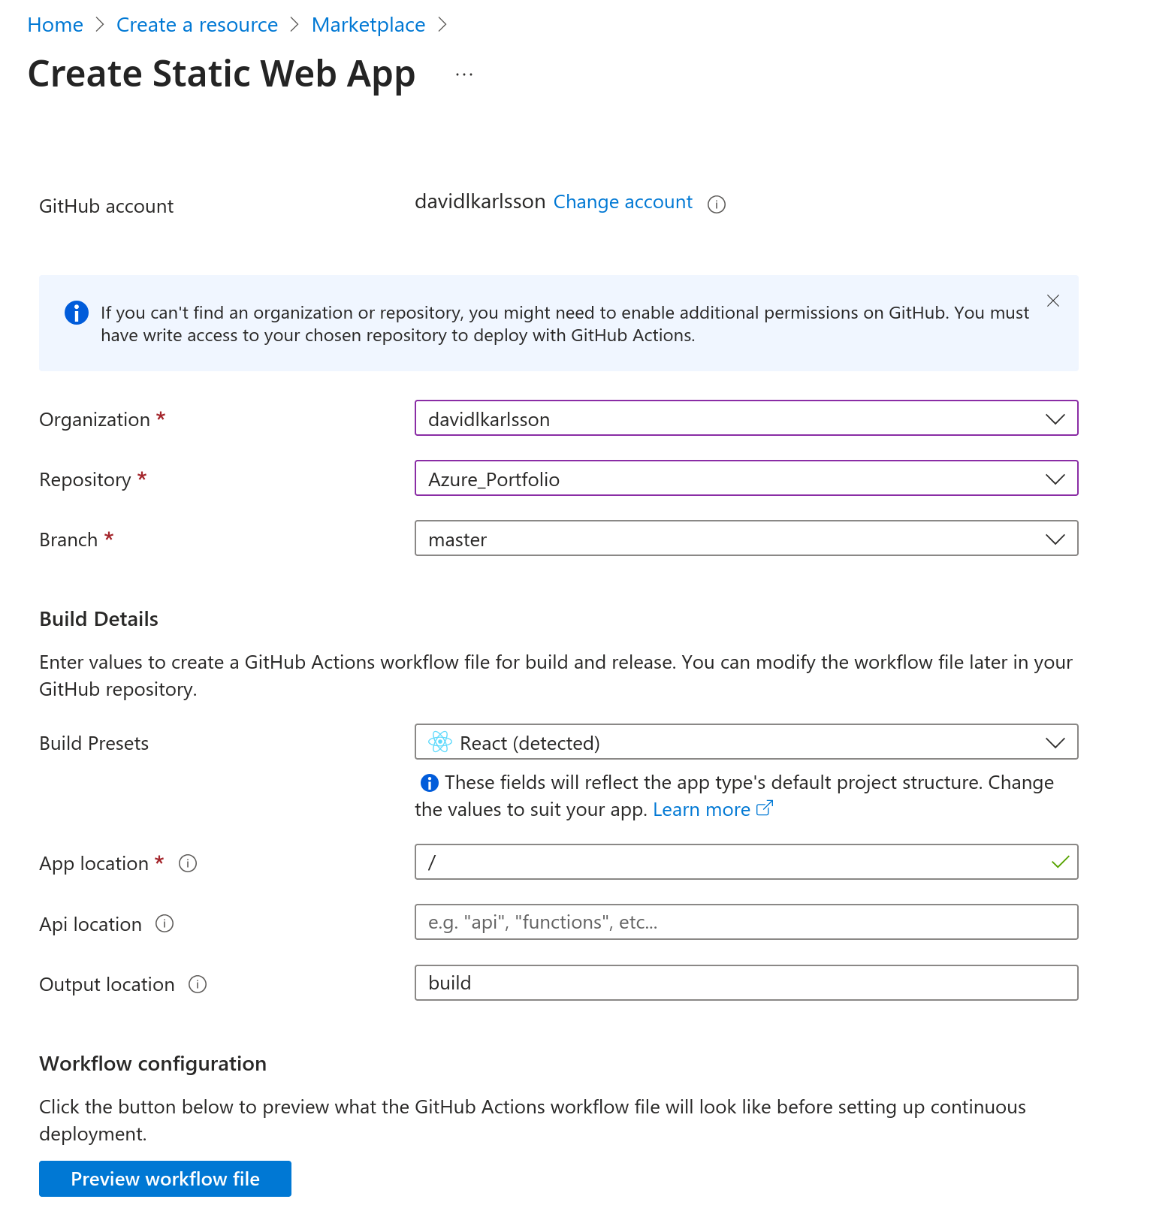 Home > Create a resource > Marketplace >
Create Static Web App ...
GitHub account
davidlkarlsson Change account
If you can't find an organization or repository, you might need to enable additional permissions on GitHub. You must
have write access to your chosen repository to deploy with GitHub Actions.
Organization *
davidlkarlsson
Repository *
Azure_Portfolio
Branch *
master
Build Details
Enter values to create a GitHub Actions workflow file for build and release. You can modify the workflow file later in your
GitHub repository.
Build Presets
React (detected)
These fields will reflect the app type's default project structure. Change
the values to suit your app. Learn more
App location *
/
Api location
e.g. "api", "functions", etc...
Output location
build
Workflow configuration
Click the button below to preview what the GitHub Actions workflow file will look like before setting up continuous
deployment.
Preview workflow file